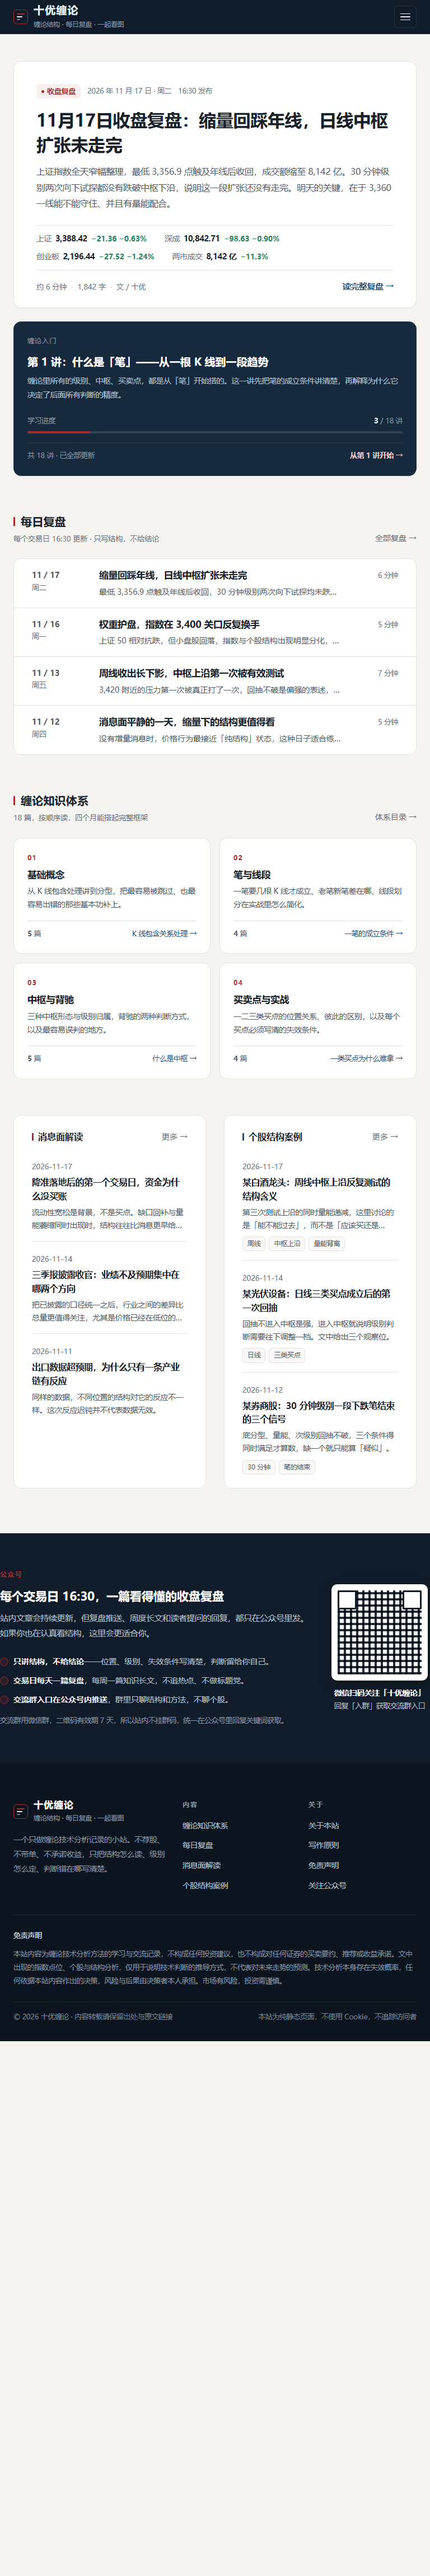 十优缠论
缠论结构 · 每日复盘 · 一起看图
• 收盘复盘 2026 年 11 月 17 日 · 周二 16:30 发布
11月17日收盘复盘：缩量回踩年线，日线中枢
扩张未走完
上证指数全天窄幅整理，最低 3,356.9 点触及年线后收回，成交额缩至 8,142 亿。30 分钟级
别两次向下试探都没有跌破中枢下沿，说明这一段扩张还没有走完。明天的关键，在于 3,360
一线能不能守住、并且有量能配合。
上证 3,388.42 −21.36 −0.63% 深成 10,842.71 −98.63 −0.90%
创业板 2,196.44 −27.52 −1.24% 两市成交 8,142 亿 −11.3%
约 6 分钟 · 1,842 字 · 文 / 十优 读完整复盘 →
缠论入门
第 1 讲：什么是「笔」——从一根 K 线到一段趋势
缠论里所有的级别、中枢、买卖点，都是从「笔」开始搭的。这一讲先把笔的成立条件讲清楚，再解释为什么它
决定了后面所有判断的精度。
学习进度 3 / 18 讲
共 18 讲 · 已全部更新 从第 1 讲开始 →
每日复盘
每个交易日 16:30 更新 · 只写结构，不给结论 全部复盘 →
11 / 17 缩量回踩年线，日线中枢扩张未走完 6 分钟
周二 最低 3,356.9 点触及年线后收回，30 分钟级别两次向下试探均未跌...
11 / 16 权重护盘，指数在 3,400 关口反复换手 5 分钟
周一 上证 50 相对抗跌，但小盘股回落，指数与个股结构出现明显分化，...
11 / 13 周线收出长下影，中枢上沿第一次被有效测试 7 分钟
周五 3,420 附近的压力第一次被真正打了一次，回抽不破是偏强的表述，...
11 / 12 消息面平静的一天，缩量下的结构更值得看 5 分钟
周四 没有增量消息时，价格行为最接近「纯结构」状态，这种日子适合练...
缠论知识体系
18 篇，按顺序读，四个月能搭起完整框架 体系目录 →
01
基础概念
从 K 线包含处理讲到分型，把最容易被跳过、也最
容易出错的那些基本功补上。
5 篇 K 线包含关系处理 →
02
笔与线段
一笔要几根 K 线才成立、老笔新笔差在哪、线段划
分在实战里怎么简化。
4 篇 一笔的成立条件 →
03
中枢与背驰
三种中枢形态与级别归属，背驰的两种判断方式，
以及最容易误判的地方。
5 篇 什么是中枢 →
04
买卖点与实战
一二三类买点的位置关系、彼此的区别，以及每个
买点必须写清的失效条件。
4 篇 一类买点为什么难拿 →
消息面解读 更多 →
2026-11-17
降准落地后的第一个交易日，资金为什
么没买账
流动性宽松是背景，不是买点。缺口回补与量
能萎缩同时出现时，结构往往比消息更早给...
2026-11-14
三季报披露收官：业绩不及预期集中在
哪两个方向
把已披露的口径统一之后，行业之间的差异比
总量更值得关注，尤其是价格已经在低位的...
2026-11-11
出口数据超预期，为什么只有一条产业
链有反应
同样的数据，不同位置的结构对它的反应不一
样。这次反应迟钝并不代表数据无效。
个股结构案例 更多 →
2026-11-17
某白酒龙头：周线中枢上沿反复测试的
结构含义
第三次测试上沿的同时量能递减，这里讨论的
是「能不能过去」，而不是「应该买还是...
周线 中枢上沿 量能背离
2026-11-14
某光伏设备：日线三类买点成立后的第
一次回抽
回抽不进入中枢是强，进入中枢就说明级别判
断需要往下调整一档。文中给出三个观察位。
日线 三类买点
2026-11-12
某券商股：30 分钟级别一段下跌笔结束
的三个信号
底分型、量能、次级别回抽不破，三个条件得
同时满足才算数，缺一个就只能算「疑似」。
30 分钟 笔的结束
公众号
每个交易日 16:30，一篇看得懂的收盘复盘
站内文章会持续更新，但复盘推送、周度长文和读者提问的回复，都只在公众号里发。
如果你也在认真看结构，这里会更适合你。
只讲结构，不给结论——位置、级别、失效条件写清楚，判断留给你自己。
交易日每天一篇复盘，每周一篇知识长文，不追热点、不做标题党。
交流群入口在公众号内推送，群里只聊结构和方法，不聊个股。
交流群用微信群，二维码有效期 7 天，所以站内不挂群码，统一在公众号里回复关键词获取。
微信扫码关注「十优缠论」
回复「入群」获取交流群入口
十优缠论
缠论结构 · 每日复盘 · 一起看图
一个只做缠论技术分析记录的小站。不荐股、
不带单、不承诺收益，只把结构怎么读、级别
怎么定、判断错在哪写清楚。
内容
缠论知识体系
每日复盘
消息面解读
个股结构案例
关于
关于本站
写作原则
免责声明
关注公众号
免责声明
本站内容为缠论技术分析方法的学习与交流记录，不构成任何投资建议，也不构成对任何证券的买卖要约、推荐或收益承诺。文中
出现的指数点位、个股与结构分析，仅用于说明技术判断的推导方式，不代表对未来走势的预测。技术分析本身存在失效概率，任
何依据本站内容作出的决策，风险与后果由决策者本人承担。市场有风险，投资需谨慎。
© 2026 十优缠论 · 内容转载请保留出处与原文链接 本站为纯静态页面，不使用 Cookie，不追踪访问者